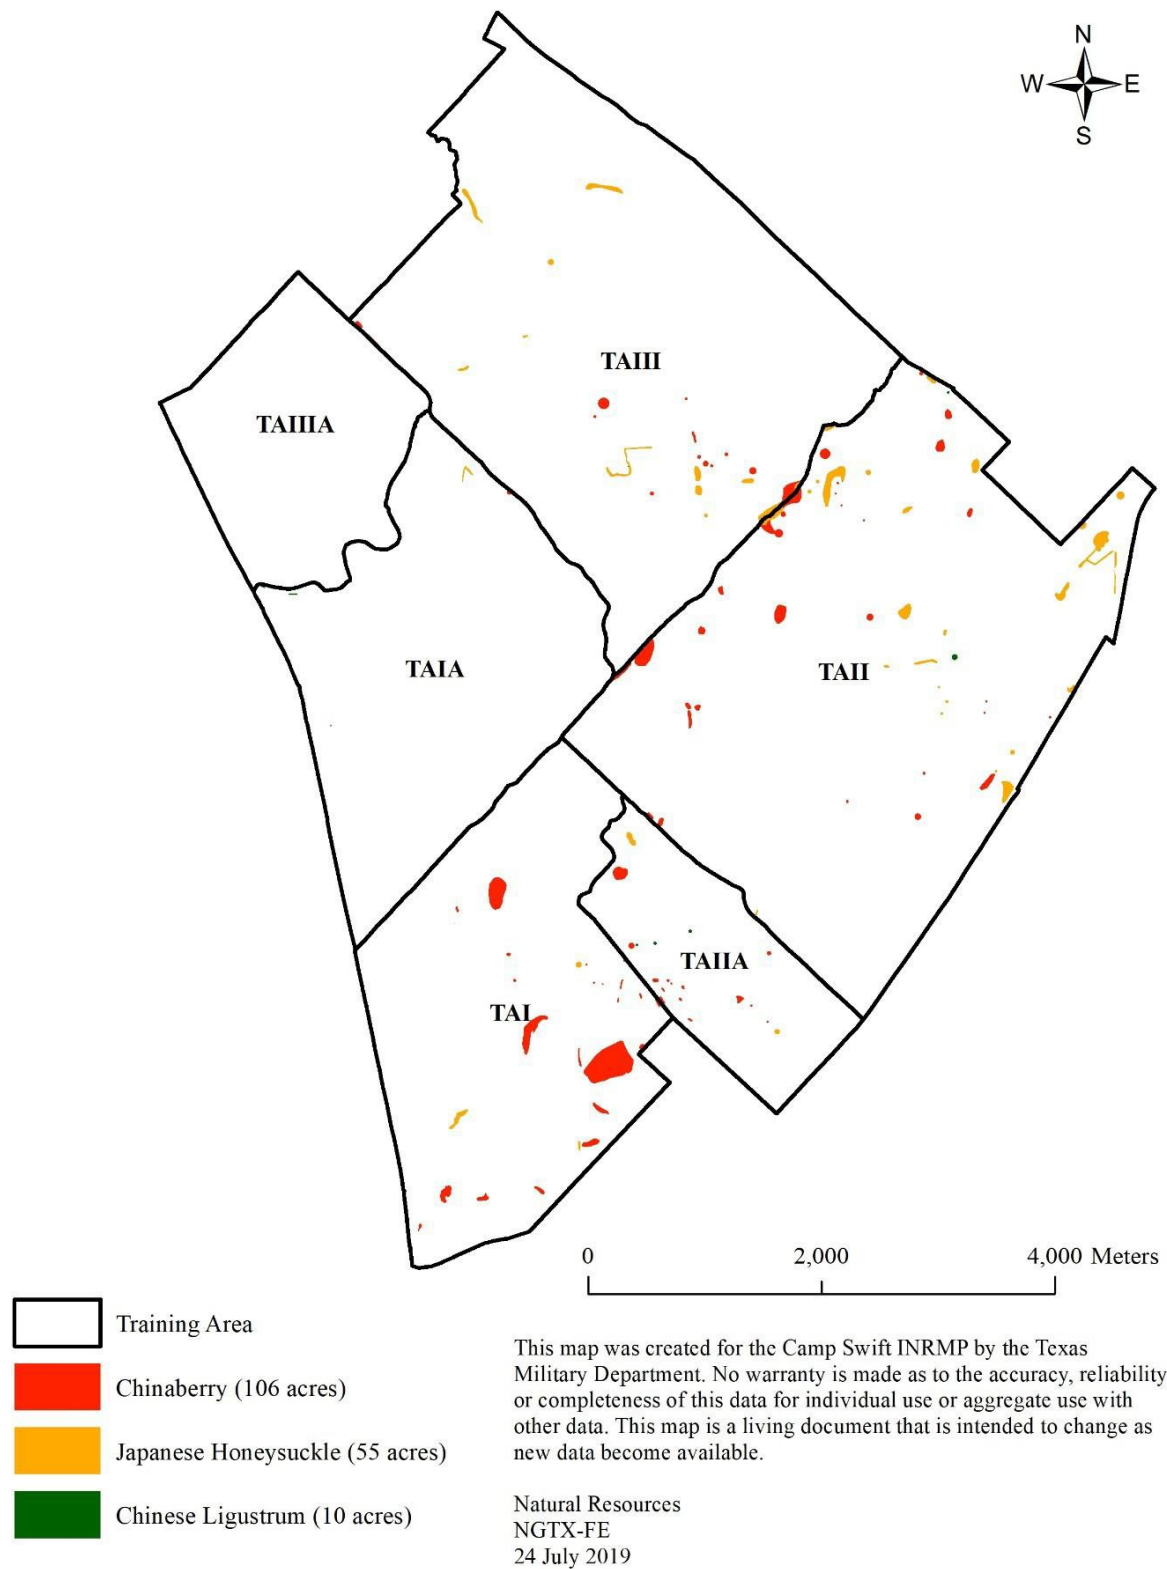 N
W E
S
TAIII
TAIIIA
TAIA
TAII
TAIIA
TAI
0 2,000 4,000 Meters
Training Area
Chinaberry (106 acres)
Japanese Honeysuckle (55 acres)
Chinese Ligustrum (10 acres)
This map was created for the Camp Swift INRMP by the Texas
Military Department. No warranty is made as to the accuracy, reliability
or completeness of this data for individual use or aggregate use with
other data. This map is a living document that is intended to change as
new data become available.
Natural Resources
NGTX-FE
24 July 2019